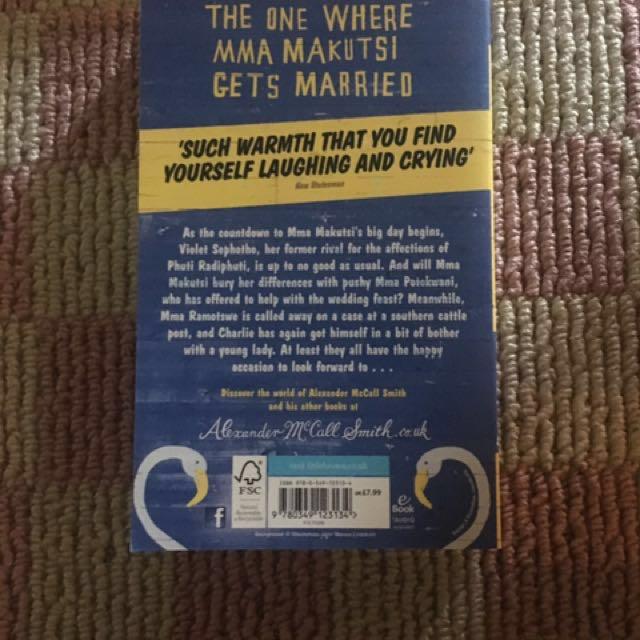 THE ONE WHERE
MMA MAKUTSI
GETS MARRIED
'SUCH WARMTH THAT YOU FIND
YOURSELF LAUGHING AND CRYING'
New Statesman
As the countdown to Mma Makutsi's big day begins,
Violet Sephotho, her former rival for the affections of
Phuti Radiphuti, is up to no good as usual. And will Mma
Makutsi bury her differences with pushy Mma Potokwani,
who has offered to help with the wedding feast? Meanwhile,
Mma Ramotswe is called away on a case at a southern cattle
post, and Charlie has again got himself in a bit of bother
with a young lady. At least they all have the happy
occasion to look forward to . . .
Discover the world of Alexander McCall Smith
and his other books at
Alexander McCall Smith.co.uk
FSC
£7.99
9 780349 123134
f
eBook